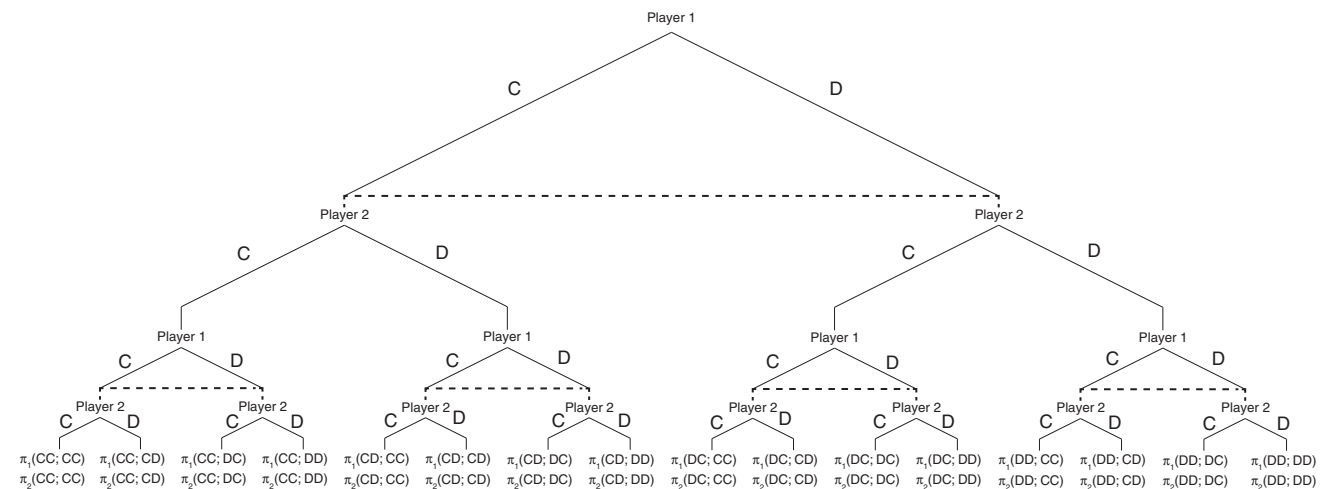 Player 1
C D
Player 2 Player 2
C D C D
Player 1 Player 1 Player 1 Player 1
C D C D C D C D
Player 2 Player 2 Player 2 Player 2 Player 2 Player 2 Player 2 Player 2
C D C D C D C D C D C D C D C D
π₁(CC; CC) π₁(CC; CD) π₁(CC; DC) π₁(CC; DD) π₁(CD; CC) π₁(CD; CD) π₁(CD; DC) π₁(CD; DD) π₁(DC; CC) π₁(DC; CD) π₁(DC; DC) π₁(DC; DD) π₁(DD; CC) π₁(DD; CD) π₁(DD; DC) π₁(DD; DD)
π₂(CC; CC) π₂(CC; CD) π₂(CC; DC) π₂(CC; DD) π₂(CD; CC) π₂(CD; CD) π₂(CD; DC) π₂(CD; DD) π₂(DC; CC) π₂(DC; CD) π₂(DC; DC) π₂(DC; DD) π₂(DD; CC) π₂(DD; CD) π₂(DD; DC) π₂(DD; DD)